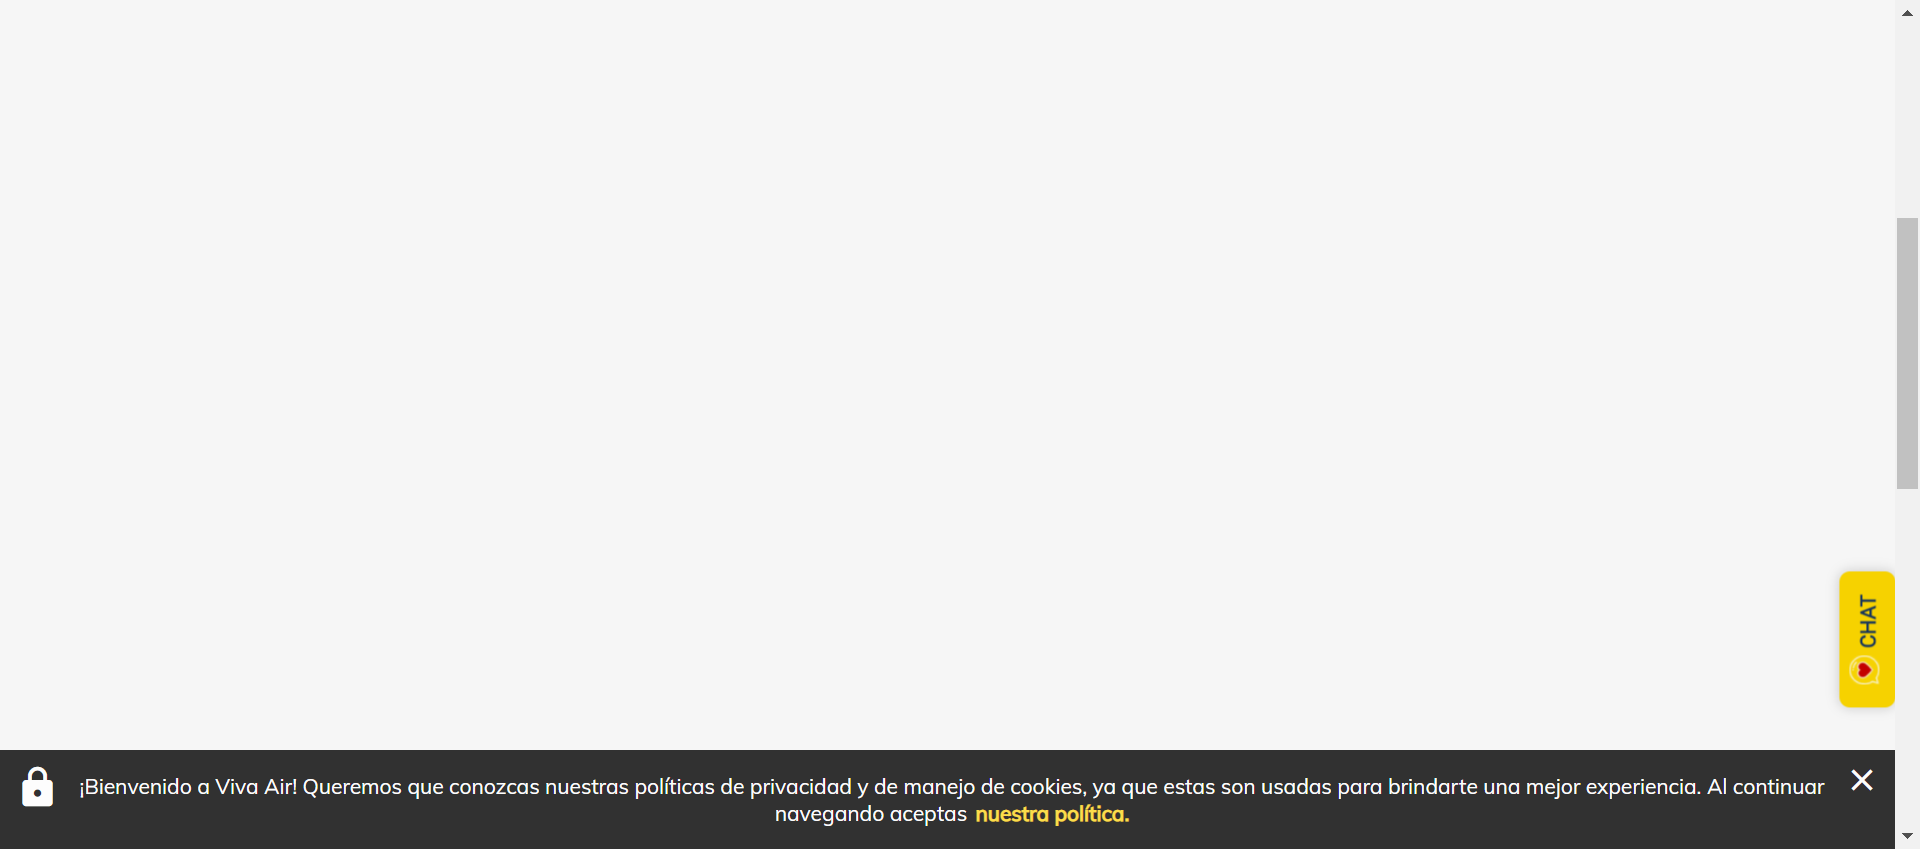 CHAT
¡Bienvenido a Viva Air! Queremos que conozcas nuestras políticas de privacidad y de manejo de cookies, ya que estas son usadas para brindarte una mejor experiencia. Al continuar
navegando aceptas nuestra política.